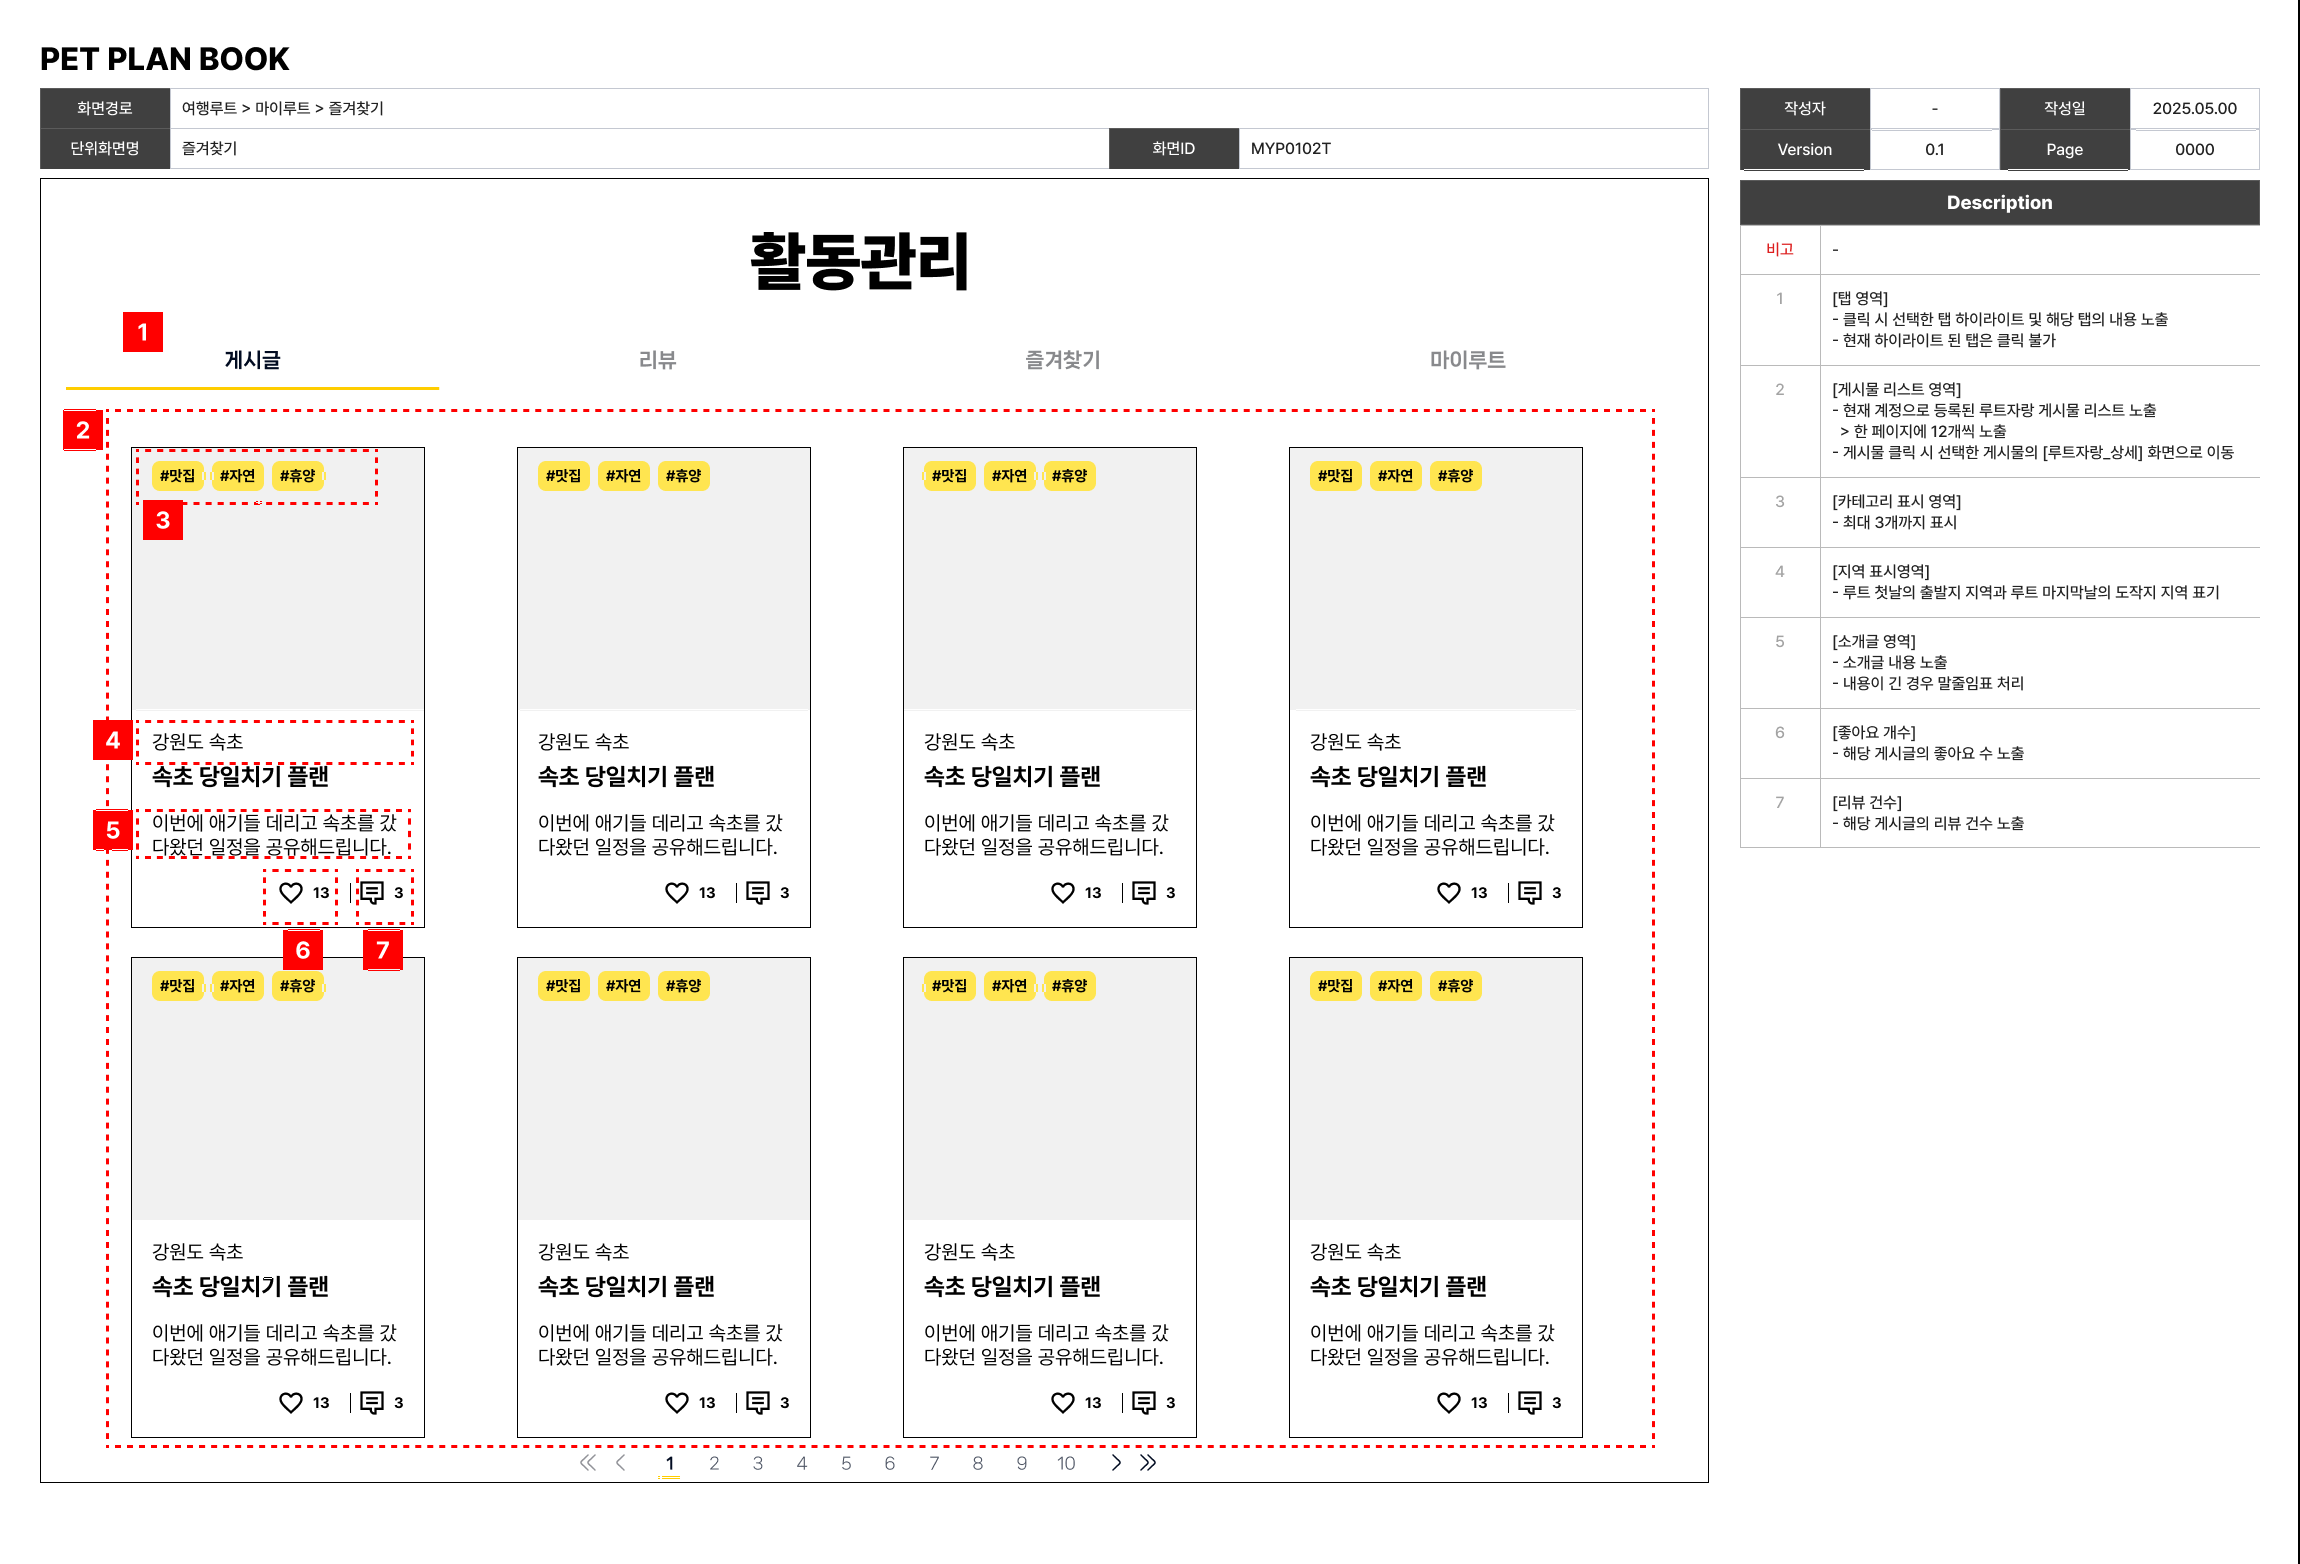 PET PLAN BOOK
화면경로 여행루트 > 마이루트 > 즐겨찾기
단위화면명 즐겨찾기 화면ID MYP0102T
작성자 - 작성일 2025.05.00
Version 0.1 Page 0000
활동관리
1
게시글 리뷰 즐겨찾기 마이루트
2
#맛집 #자연 #휴양 #맛집 #자연 #휴양 #맛집 #자연 #휴양 #맛집 #자연 #휴양
3
4
강원도 속초 강원도 속초 강원도 속초 강원도 속초
속초 당일치기 플랜 속초 당일치기 플랜 속초 당일치기 플랜 속초 당일치기 플랜
5
이번에 애기들 데리고 속초를 갔 이번에 애기들 데리고 속초를 갔 이번에 애기들 데리고 속초를 갔 이번에 애기들 데리고 속초를 갔
다왔던 일정을 공유해드립니다. 다왔던 일정을 공유해드립니다. 다왔던 일정을 공유해드립니다. 다왔던 일정을 공유해드립니다.
13 3 13 3 13 3 13 3
6 7
#맛집 #자연 #휴양 #맛집 #자연 #휴양 #맛집 #자연 #휴양 #맛집 #자연 #휴양
강원도 속초 강원도 속초 강원도 속초 강원도 속초
속초 당일치기 플랜 속초 당일치기 플랜 속초 당일치기 플랜 속초 당일치기 플랜
이번에 애기들 데리고 속초를 갔 이번에 애기들 데리고 속초를 갔 이번에 애기들 데리고 속초를 갔 이번에 애기들 데리고 속초를 갔
다왔던 일정을 공유해드립니다. 다왔던 일정을 공유해드립니다. 다왔던 일정을 공유해드립니다. 다왔던 일정을 공유해드립니다.
13 3 13 3 13 3 13 3
1 2 3 4 5 6 7 8 9 10
Description
비고 -
1 [탭 영역]
- 클릭 시 선택한 탭 하이라이트 및 해당 탭의 내용 노출
- 현재 하이라이트 된 탭은 클릭 불가
2 [게시물 리스트 영역]
- 현재 계정으로 등록된 루트자랑 게시물 리스트 노출
> 한 페이지에 12개씩 노출
- 게시물 클릭 시 선택한 게시물의 [루트자랑_상세] 화면으로 이동
3 [카테고리 표시 영역]
- 최대 3개까지 표시
4 [지역 표시영역]
- 루트 첫날의 출발지 지역과 루트 마지막날의 도작지 지역 표기
5 [소개글 영역]
- 소개글 내용 노출
- 내용이 긴 경우 말줄임표 처리
6 [좋아요 개수]
- 해당 게시글의 좋아요 수 노출
7 [리뷰 건수]
- 해당 게시글의 리뷰 건수 노출